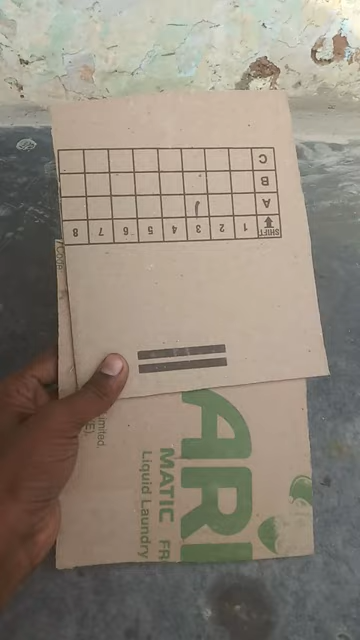 SHIFT 1 2 3 4 5 6 7 8
A
B
C
ARI
MATIC FR
Liquid Laundry